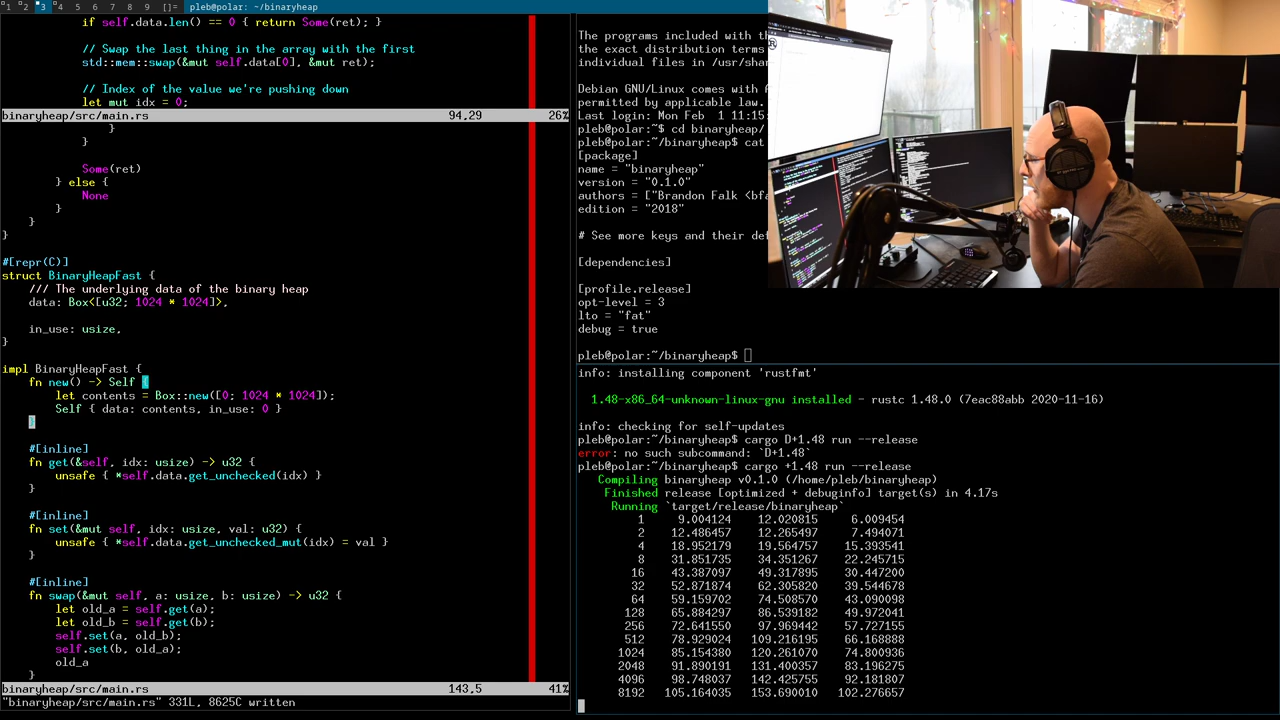 1 2 3 4 5 6 7 8 9 []= pleb@polar: ~/binaryheap
if self.data.len() == 0 { return Some(ret); }
// Swap the last thing in the array with the first
std::mem::swap(&mut self.data[0], &mut ret);
// Index of the value we're pushing down
let mut idx = 0;
binaryheap/src/main.rs 94,29 26%
}
}
Some(ret)
} else {
None
}
}
}
#[repr(C)]
struct BinaryHeapFast {
/// The underlying data of the binary heap
data: Box<[u32; 1024 * 1024]>,
in_use: usize,
}
impl BinaryHeapFast {
fn new() -> Self {
let contents = Box::new([0; 1024 * 1024]);
Self { data: contents, in_use: 0 }
}
#[inline]
fn get(&self, idx: usize) -> u32 {
unsafe { *self.data.get_unchecked(idx) }
}
#[inline]
fn set(&mut self, idx: usize, val: u32) {
unsafe { *self.data.get_unchecked_mut(idx) = val }
}
#[inline]
fn swap(&mut self, a: usize, b: usize) -> u32 {
let old_a = self.get(a);
let old_b = self.get(b);
self.set(a, old_b);
self.set(b, old_a);
old_a
}
binaryheap/src/main.rs 143,5 41%
"binaryheap/src/main.rs" 331L, 8625C written
The programs included with th
the exact distribution terms
individual files in /usr/shar
Debian GNU/Linux comes with A
permitted by applicable law.
Last login: Mon Feb 1 11:15:
pleb@polar:~$ cd binaryheap/
pleb@polar:~/binaryheap$ cat
[package]
name = "binaryheap"
version = "0.1.0"
authors = ["Brandon Falk <bfa
edition = "2018"
# See more keys and their def
[dependencies]
[profile.release]
opt-level = 3
lto = "fat"
debug = true
pleb@polar:~/binaryheap$
info: installing component 'rustfmt'
1.48-x86_64-unknown-linux-gnu installed - rustc 1.48.0 (7eac88abb 2020-11-16)
info: checking for self-updates
pleb@polar:~/binaryheap$ cargo D+1.48 run --release
error: no such subcommand: `D+1.48`
pleb@polar:~/binaryheap$ cargo +1.48 run --release
Compiling binaryheap v0.1.0 (/home/pleb/binaryheap)
Finished release [optimized + debuginfo] target(s) in 4.17s
Running `target/release/binaryheap`
1 9.004124 12.020815 6.009454
2 12.486457 12.265497 7.494071
4 18.952179 19.564757 15.393541
8 31.851735 34.351267 22.245715
16 43.387097 49.317895 30.447200
32 52.871874 62.305820 39.544678
64 59.159702 74.508570 43.090098
128 65.884297 86.539182 49.972041
256 72.641550 97.969442 57.727155
512 78.929024 109.216195 66.168888
1024 85.154380 120.261070 74.800936
2048 91.890191 131.400357 83.196275
4096 98.748037 142.425755 92.181807
8192 105.164035 153.690010 102.276657